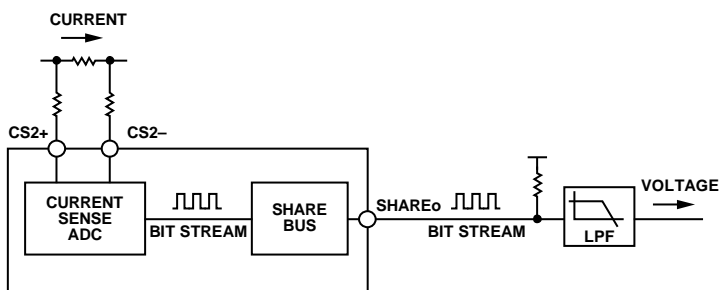 CURRENT
CS2+
CS2–
CURRENT
SENSE
ADC
BIT STREAM
SHARE
BUS
SHAREo
BIT STREAM
LPF
VOLTAGE